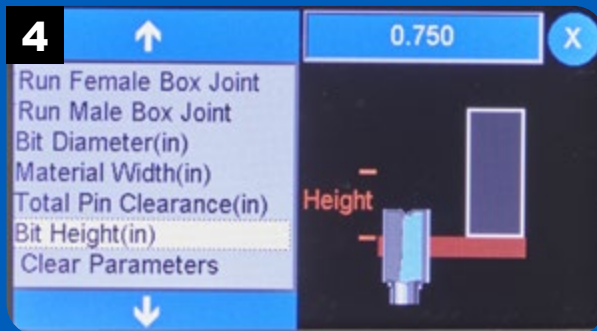 4
0.750
X
Run Female Box Joint
Run Male Box Joint
Bit Diameter(in)
Material Width(in)
Total Pin Clearance(in)
Bit Height(in)
Clear Parameters
Height